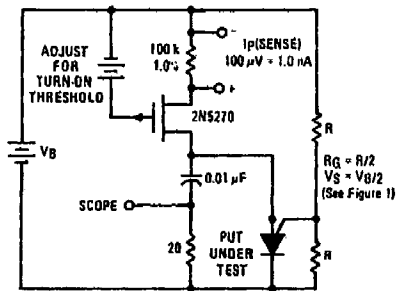 ADJUST
FOR
TURN-ON
THRESHOLD
100 k
1.0%
−
Ip(SENSE)
100 µV = 1.0 nA
+
2N5270
VB
0.01 µF
SCOPE
20
PUT
UNDER
TEST
R
RG = R/2
VS = VB/2
(See Figure 1)
R